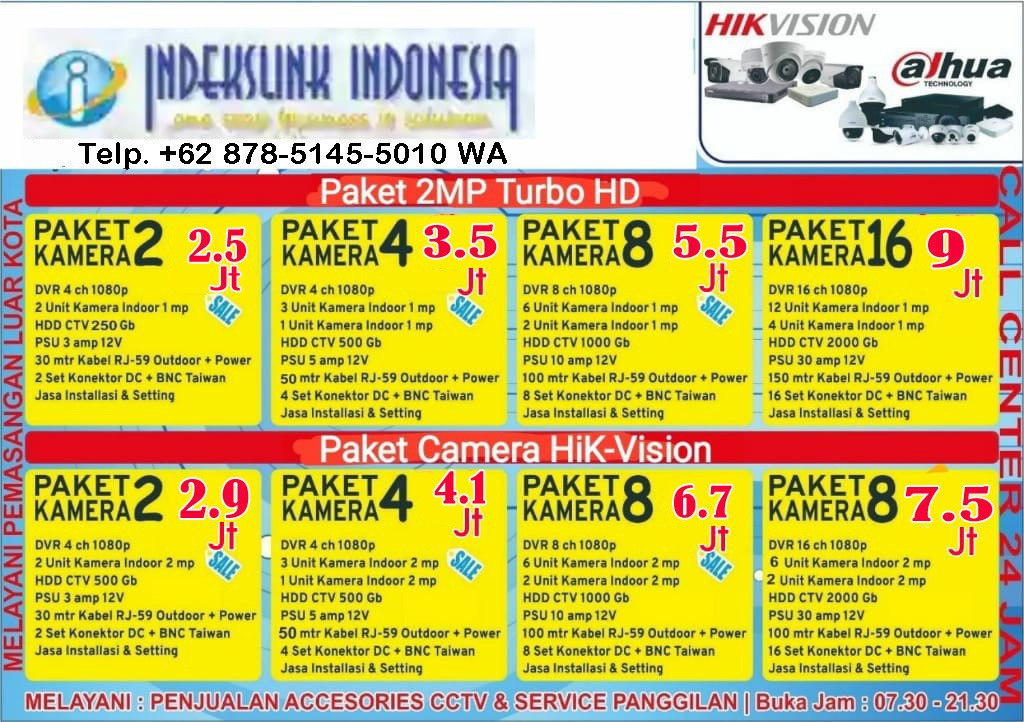 INDEKSLINK INDONESIA
Telp. +62 878-5145-5010 WA
HIKVISION
alhua
TECHNOLOGY
MELAYANI PEMASANGAN LUAR KOTA
CALL CENTER 24 JAM
Paket 2MP Turbo HD
PAKET KAMERA 2
2.5 Jt
SALE
DVR 4 ch 1080p
2 Unit Kamera Indoor 1 mp
HDD CTV 250 Gb
PSU 3 amp 12V
30 mtr Kabel RJ-59 Outdoor + Power
2 Set Konektor DC + BNC Taiwan
Jasa Installasi & Setting
PAKET KAMERA 4
3.5 Jt
SALE
DVR 4 ch 1080p
3 Unit Kamera Indoor 1 mp
1 Unit Kamera Indoor 1 mp
HDD CTV 500 Gb
PSU 5 amp 12V
50 mtr Kabel RJ-59 Outdoor + Power
4 Set Konektor DC + BNC Taiwan
Jasa Installasi & Setting
PAKET KAMERA 8
5.5 Jt
SALE
DVR 8 ch 1080p
6 Unit Kamera Indoor 1 mp
2 Unit Kamera Indoor 1 mp
HDD CTV 1000 Gb
PSU 10 amp 12V
100 mtr Kabel RJ-59 Outdoor + Power
8 Set Konektor DC + BNC Taiwan
Jasa Installasi & Setting
PAKET KAMERA 16
9 Jt
DVR 16 ch 1080p
12 Unit Kamera Indoor 1 mp
4 Unit Kamera Indoor 1 mp
HDD CTV 2000 Gb
PSU 30 amp 12V
150 mtr Kabel RJ-59 Outdoor + Power
16 Set Konektor DC + BNC Taiwan
Jasa Installasi & Setting
Paket Camera HiK-Vision
PAKET KAMERA 2
2.9 Jt
SALE
DVR 4 ch 1080p
2 Unit Kamera Indoor 2 mp
HDD CTV 500 Gb
PSU 3 amp 12V
30 mtr Kabel RJ-59 Outdoor + Power
2 Set Konektor DC + BNC Taiwan
Jasa Installasi & Setting
PAKET KAMERA 4
4.1 Jt
SALE
DVR 4 ch 1080p
3 Unit Kamera Indoor 2 mp
1 Unit Kamera Indoor 2 mp
HDD CTV 500 Gb
PSU 5 amp 12V
50 mtr Kabel RJ-59 Outdoor + Power
4 Set Konektor DC + BNC Taiwan
Jasa Installasi & Setting
PAKET KAMERA 8
6.7 Jt
SALE
DVR 8 ch 1080p
6 Unit Kamera Indoor 2 mp
2 Unit Kamera Indoor 2 mp
HDD CTV 1000 Gb
PSU 10 amp 12V
100 mtr Kabel RJ-59 Outdoor + Power
8 Set Konektor DC + BNC Taiwan
Jasa Installasi & Setting
PAKET KAMERA 8
7.5 Jt
DVR 16 ch 1080p
6 Unit Kamera Indoor 2 mp
2 Unit Kamera Indoor 2 mp
HDD CTV 2000 Gb
PSU 30 amp 12V
100 mtr Kabel RJ-59 Outdoor + Power
16 Set Konektor DC + BNC Taiwan
Jasa Installasi & Setting
MELAYANI : PENJUALAN ACCESORIES CCTV & SERVICE PANGGILAN | Buka Jam : 07.30 - 21.30